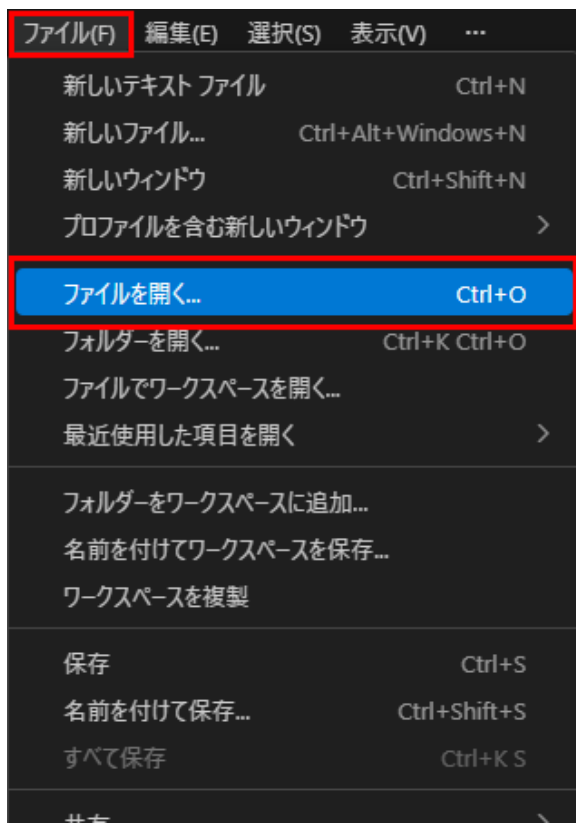 ファイル(F) 編集(E) 選択(S) 表示(V) ...
新しいテキスト ファイル Ctrl+N
新しいファイル... Ctrl+Alt+Windows+N
新しいウィンドウ Ctrl+Shift+N
プロファイルを含む新しいウィンドウ >
ファイルを開く... Ctrl+O
フォルダーを開く... Ctrl+K Ctrl+O
ファイルでワークスペースを開く...
最近使用した項目を開く >
フォルダーをワークスペースに追加...
名前を付けてワークスペースを保存...
ワークスペースを複製
保存 Ctrl+S
名前を付けて保存... Ctrl+Shift+S
すべて保存 Ctrl+K S